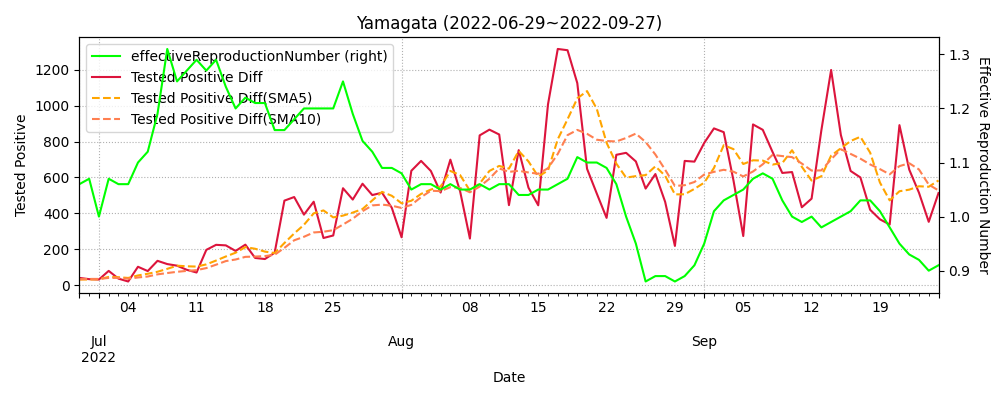 Yamagata (2022-06-29~2022-09-27)
effectiveReproductionNumber (right)
Tested Positive Diff
Tested Positive Diff(SMA5)
Tested Positive Diff(SMA10)
Tested Positive
1200
1000
800
600
400
200
0
1.3
1.2
1.1
1.0
0.9
Effective Reproduction Number
04 11 18 25 08 15 22 29 05 12 19
Jul Aug Sep
2022
Date